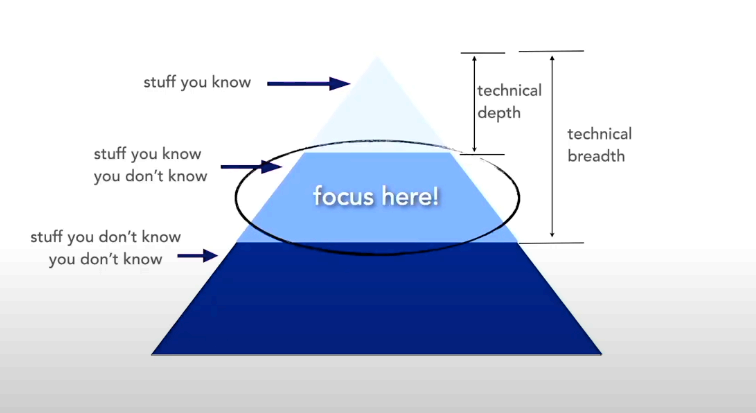 stuff you know
technical
depth
technical
breadth
stuff you know
you don't know
focus here!
stuff you don't know
you don't know